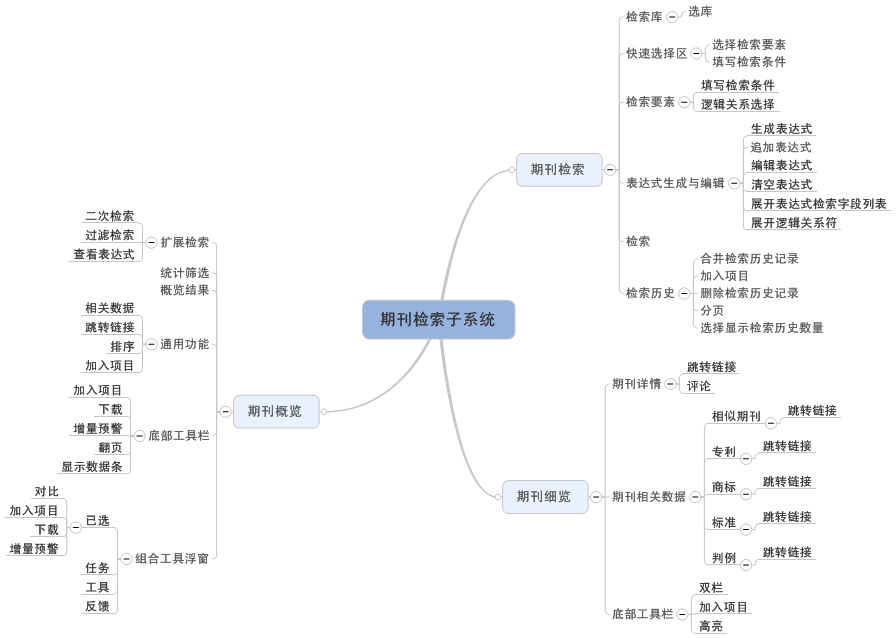 期刊检索子系统
期刊检索
检索库
选库
快速选择区
选择检索要素
填写检索条件
检索要素
填写检索条件
逻辑关系选择
表达式生成与编辑
生成表达式
追加表达式
编辑表达式
清空表达式
展开表达式检索字段列表
展开逻辑关系符
检索
检索历史
合并检索历史记录
加入项目
删除检索历史记录
分页
选择显示检索历史数量
期刊概览
扩展检索
二次检索
过滤检索
查看表达式
统计筛选
概览结果
通用功能
相关数据
跳转链接
排序
加入项目
底部工具栏
加入项目
下载
增量预警
翻页
显示数据条
组合工具浮窗
已选
对比
加入项目
下载
增量预警
任务
工具
反馈
期刊细览
期刊详情
跳转链接
评论
期刊相关数据
相似期刊
跳转链接
专利
跳转链接
商标
跳转链接
标准
跳转链接
判例
跳转链接
底部工具栏
双栏
加入项目
高亮